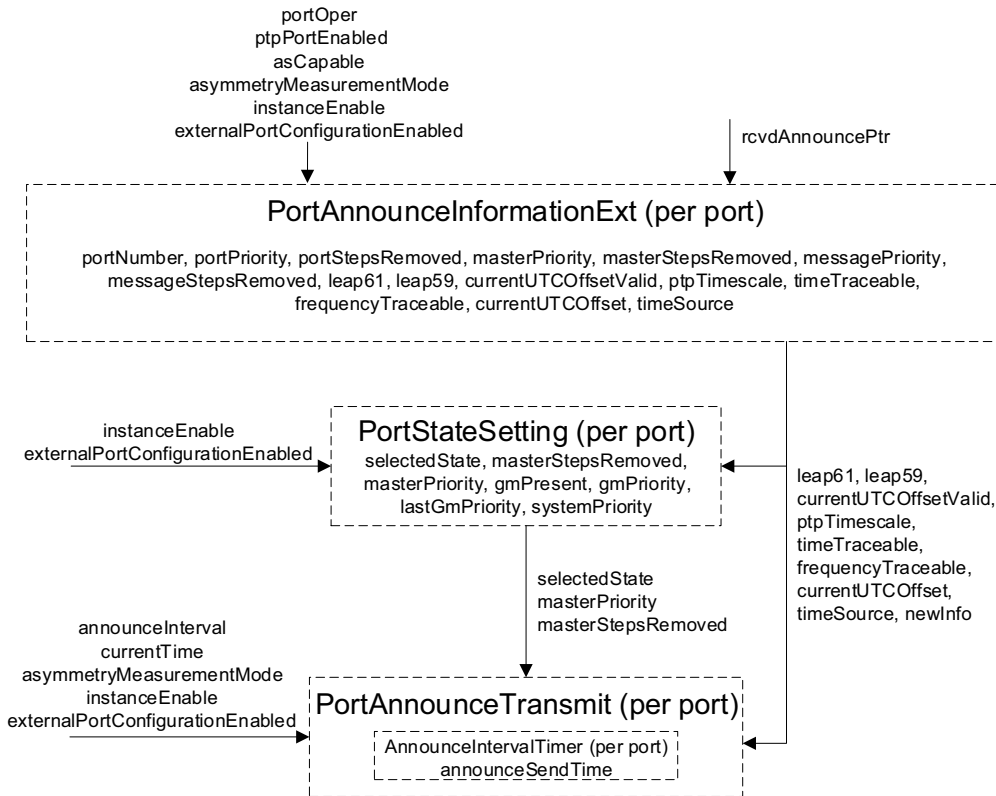 portOper
ptpPortEnabled
asCapable
asymmetryMeasurementMode
instanceEnable
externalPortConfigurationEnabled
rcvdAnnouncePtr
PortAnnounceInformationExt (per port)
portNumber, portPriority, portStepsRemoved, masterPriority, masterStepsRemoved, messagePriority,
messageStepsRemoved, leap61, leap59, currentUTCOffsetValid, ptpTimescale, timeTraceable,
frequencyTraceable, currentUTCOffset, timeSource
instanceEnable
externalPortConfigurationEnabled
PortStateSetting (per port)
selectedState, masterStepsRemoved,
masterPriority, gmPresent, gmPriority,
lastGmPriority, systemPriority
leap61, leap59,
currentUTCOffsetValid,
ptpTimescale,
timeTraceable,
frequencyTraceable,
currentUTCOffset,
timeSource, newInfo
selectedState
masterPriority
masterStepsRemoved
announceInterval
currentTime
asymmetryMeasurementMode
instanceEnable
externalPortConfigurationEnabled
PortAnnounceTransmit (per port)
AnnounceIntervalTimer (per port)
announceSendTime